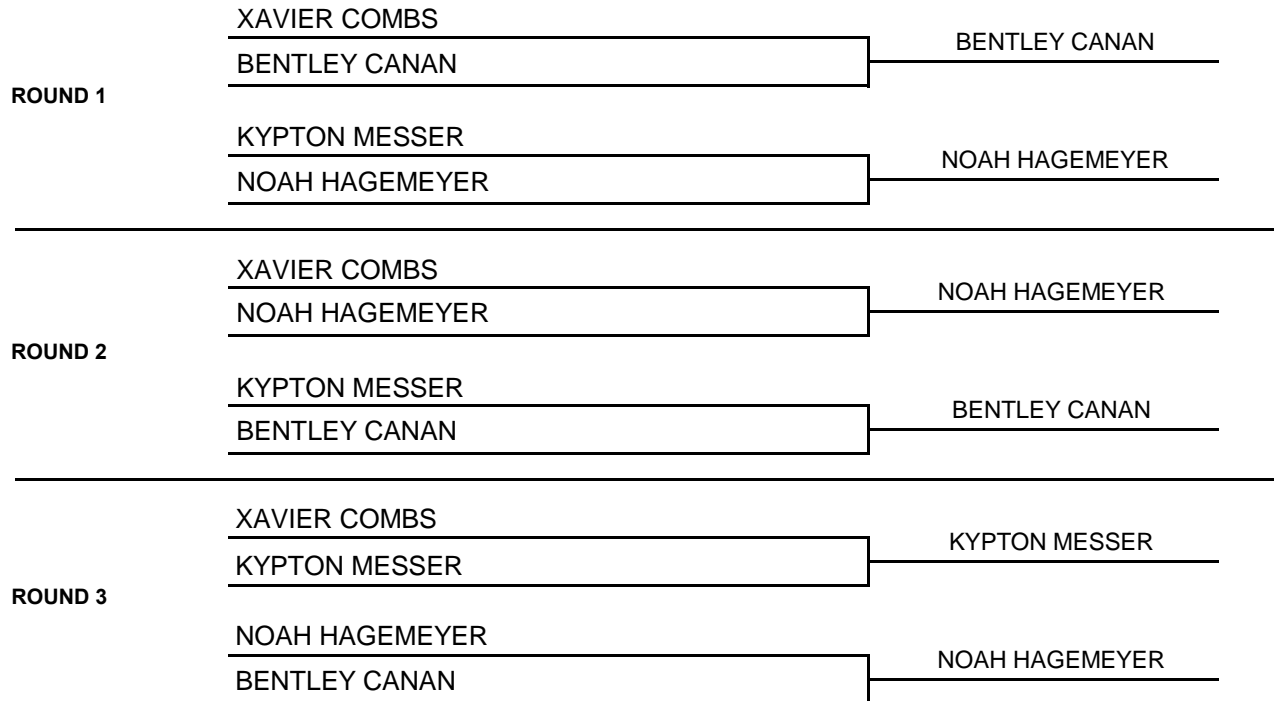 XAVIER COMBS
BENTLEY CANAN
BENTLEY CANAN
ROUND 1
KYPTON MESSER
NOAH HAGEMEYER
NOAH HAGEMEYER
XAVIER COMBS
NOAH HAGEMEYER
NOAH HAGEMEYER
ROUND 2
KYPTON MESSER
BENTLEY CANAN
BENTLEY CANAN
XAVIER COMBS
KYPTON MESSER
KYPTON MESSER
ROUND 3
NOAH HAGEMEYER
BENTLEY CANAN
NOAH HAGEMEYER